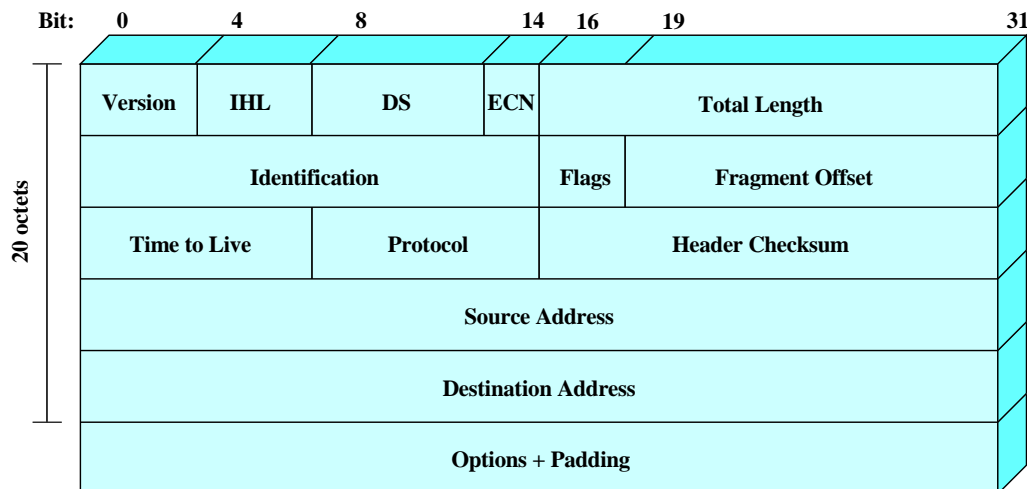 Bit: 0 4 8 14 16 19 31
Version IHL DS ECN Total Length
Identification Flags Fragment Offset
20 octets
Time to Live Protocol Header Checksum
Source Address
Destination Address
Options + Padding